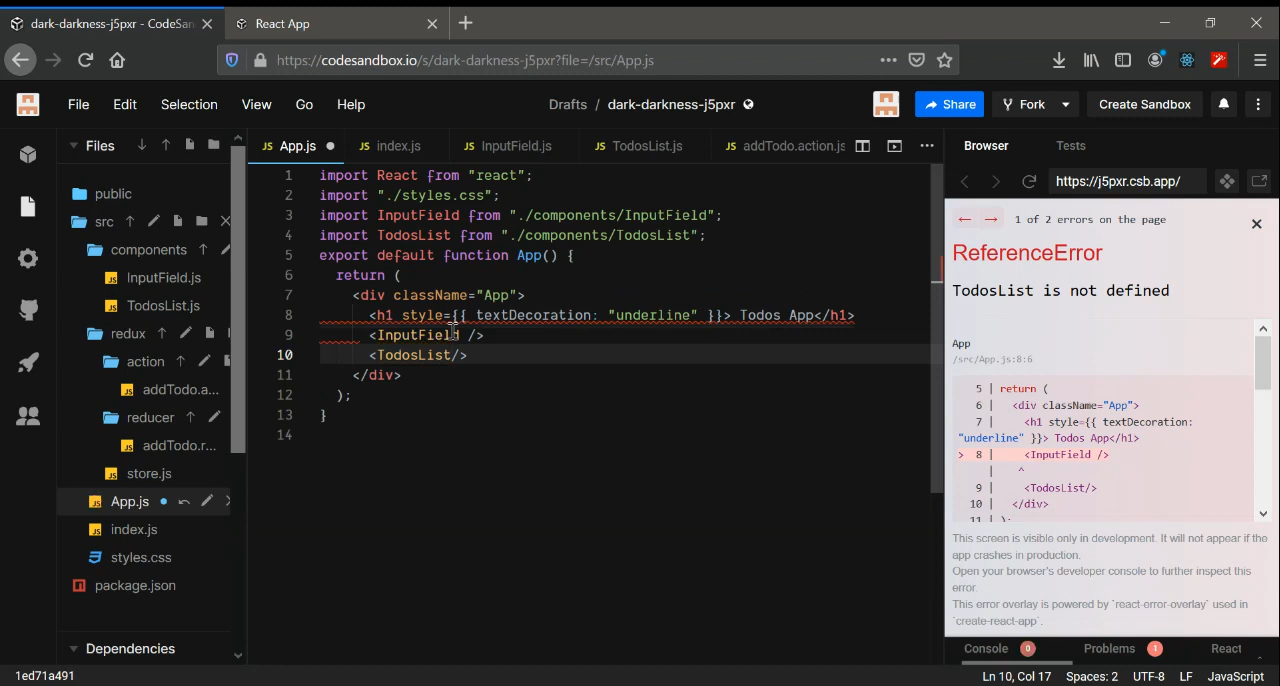 dark-darkness-j5pxr - CodeSan
React App
https://codesandbox.io/s/dark-darkness-j5pxr?file=/src/App.js
File Edit Selection View Go Help
Drafts / dark-darkness-j5pxr
Share
Fork
Create Sandbox
Files
App.js
index.js
InputField.js
TodosList.js
addTodo.action.js
Browser
Tests
https://j5pxr.csb.app/
public
src
components
InputField.js
TodosList.js
redux
action
addTodo.a...
reducer
addTodo.r...
store.js
App.js
index.js
styles.css
package.json
Dependencies
1 import React from "react";
2 import "./styles.css";
3 import InputField from "./components/InputField";
4 import TodosList from "./components/TodosList";
5 export default function App() {
6 return (
7 <div className="App">
8 <h1 style={{ textDecoration: "underline" }}> Todos App</h1>
9 <InputField />
10 <TodosList/>
11 </div>
12 );
13 }
14
1 of 2 errors on the page
ReferenceError
TodosList is not defined
App
/src/App.js:8:6
5 | return (
6 | <div className="App">
7 | <h1 style={{ textDecoration:
"underline" }}> Todos App</h1>
> 8 | <InputField />
| ^
9 | <TodosList/>
10 | </div>
11 | );
This screen is visible only in development. It will not appear if the
app crashes in production.
Open your browser's developer console to further inspect this
error.
This error overlay is powered by `react-error-overlay` used in
`create-react-app`.
Console 0 Problems 1 React
1ed71a491
Ln 10, Col 17 Spaces: 2 UTF-8 LF JavaScript